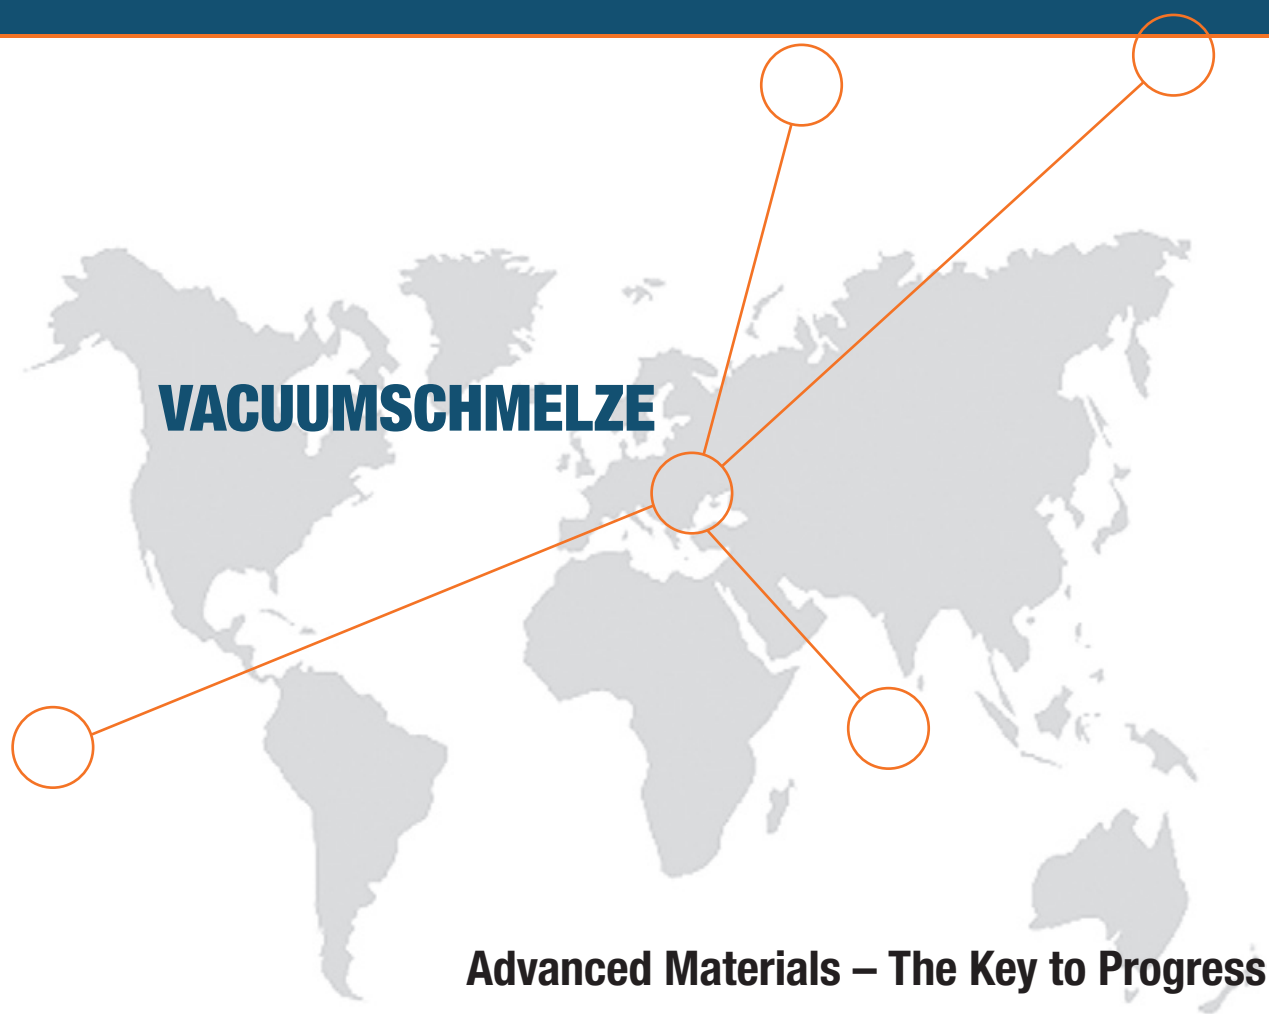 VACUUMSCHMELZE
Advanced Materials – The Key to Progress